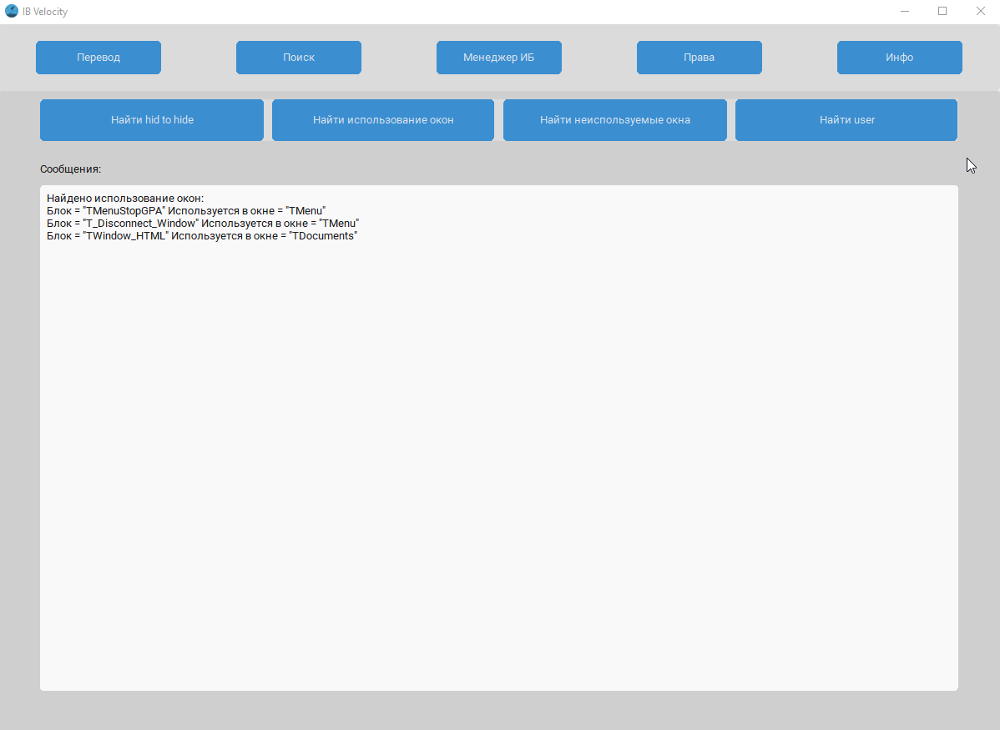 IB Velocity
Перевод
Поиск
Менеджер ИБ
Права
Инфо
Найти hid to hide
Найти использование окон
Найти неиспользуемые окна
Найти user
Сообщения:
Найдено использование окон:
Блок = "TMenuStopGPA" Используется в окне = "TMenu"
Блок = "T_Disconnect_Window" Используется в окне = "TMenu"
Блок = "TWindow_HTML" Используется в окне = "TDocuments"